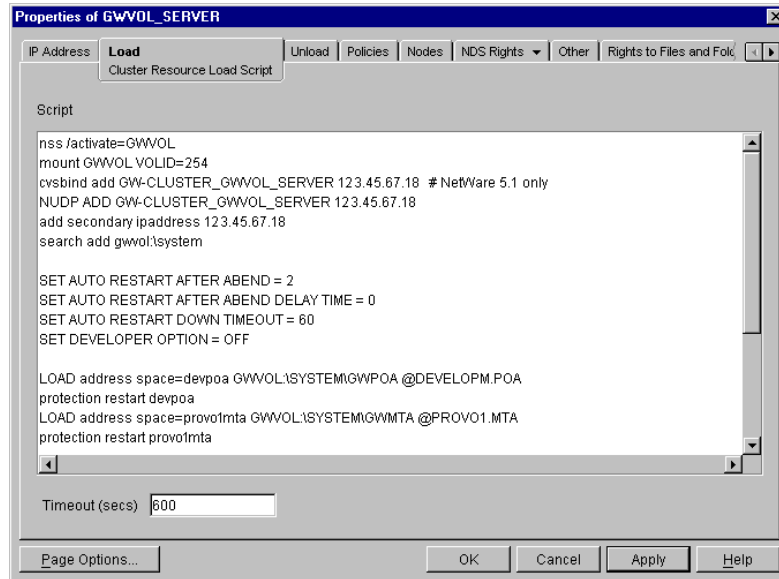 Properties of GWVOL_SERVER
IP Address
Load
Cluster Resource Load Script
Unload
Policies
Nodes
NDS Rights
Other
Rights to Files and Fold
Script
nss /activate=GWVOL
mount GWVOL VOLID=254
cvsbind add GW-CLUSTER_GWVOL_SERVER 123.45.67.18 # NetWare 5.1 only
NUDP ADD GW-CLUSTER_GWVOL_SERVER 123.45.67.18
add secondary ipaddress 123.45.67.18
search add gwvol:\system
SET AUTO RESTART AFTER ABEND = 2
SET AUTO RESTART AFTER ABEND DELAY TIME = 0
SET AUTO RESTART DOWN TIMEOUT = 60
SET DEVELOPER OPTION = OFF
LOAD address space=devpoa GWVOL:\SYSTEM\GWPOA @DEVELOPM.POA
protection restart devpoa
LOAD address space=provo1mta GWVOL:\SYSTEM\GWMTA @PROVO1.MTA
protection restart provo1mta
Timeout (secs) 600
Page Options...
OK
Cancel
Apply
Help